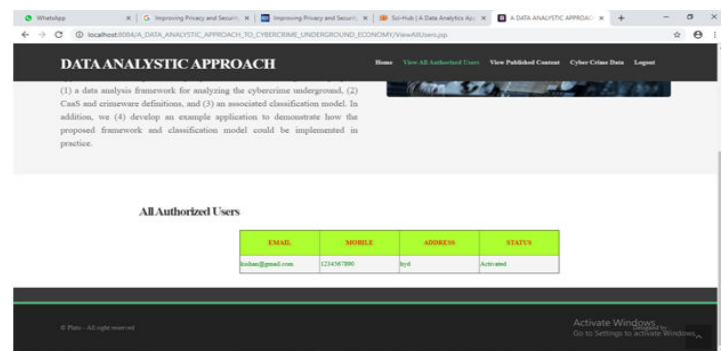 WhatsApp
Improving Privacy and Securit
Improving Privacy and Securit
Sci-Hub | A Data Analytics Ap
A DATA ANALYSTIC APPROAC
localhost:8084/A_DATA_ANALYSTIC_APPROACH_TO_CYBERCRIME_UNDERGROUND_ECONOMY/ViewAllUsers.jsp
DATA ANALYSTIC APPROACH
Home View All Authorized Users View Published Content Cyber Crime Data Logout
(1) a data analysis framework for analyzing the cybercrime underground, (2)
CaaS and crimeware definitions, and (3) an associated classification model. In
addition, we (4) develop an example application to demonstrate how the
proposed framework and classification model could be implemented in
practice.
All Authorized Users
EMAIL MOBILE ADDRESS STATUS
1234567890 hyd Activated
© Plato - All right reserved
Activate Windows
Go to Settings to activate Windows.